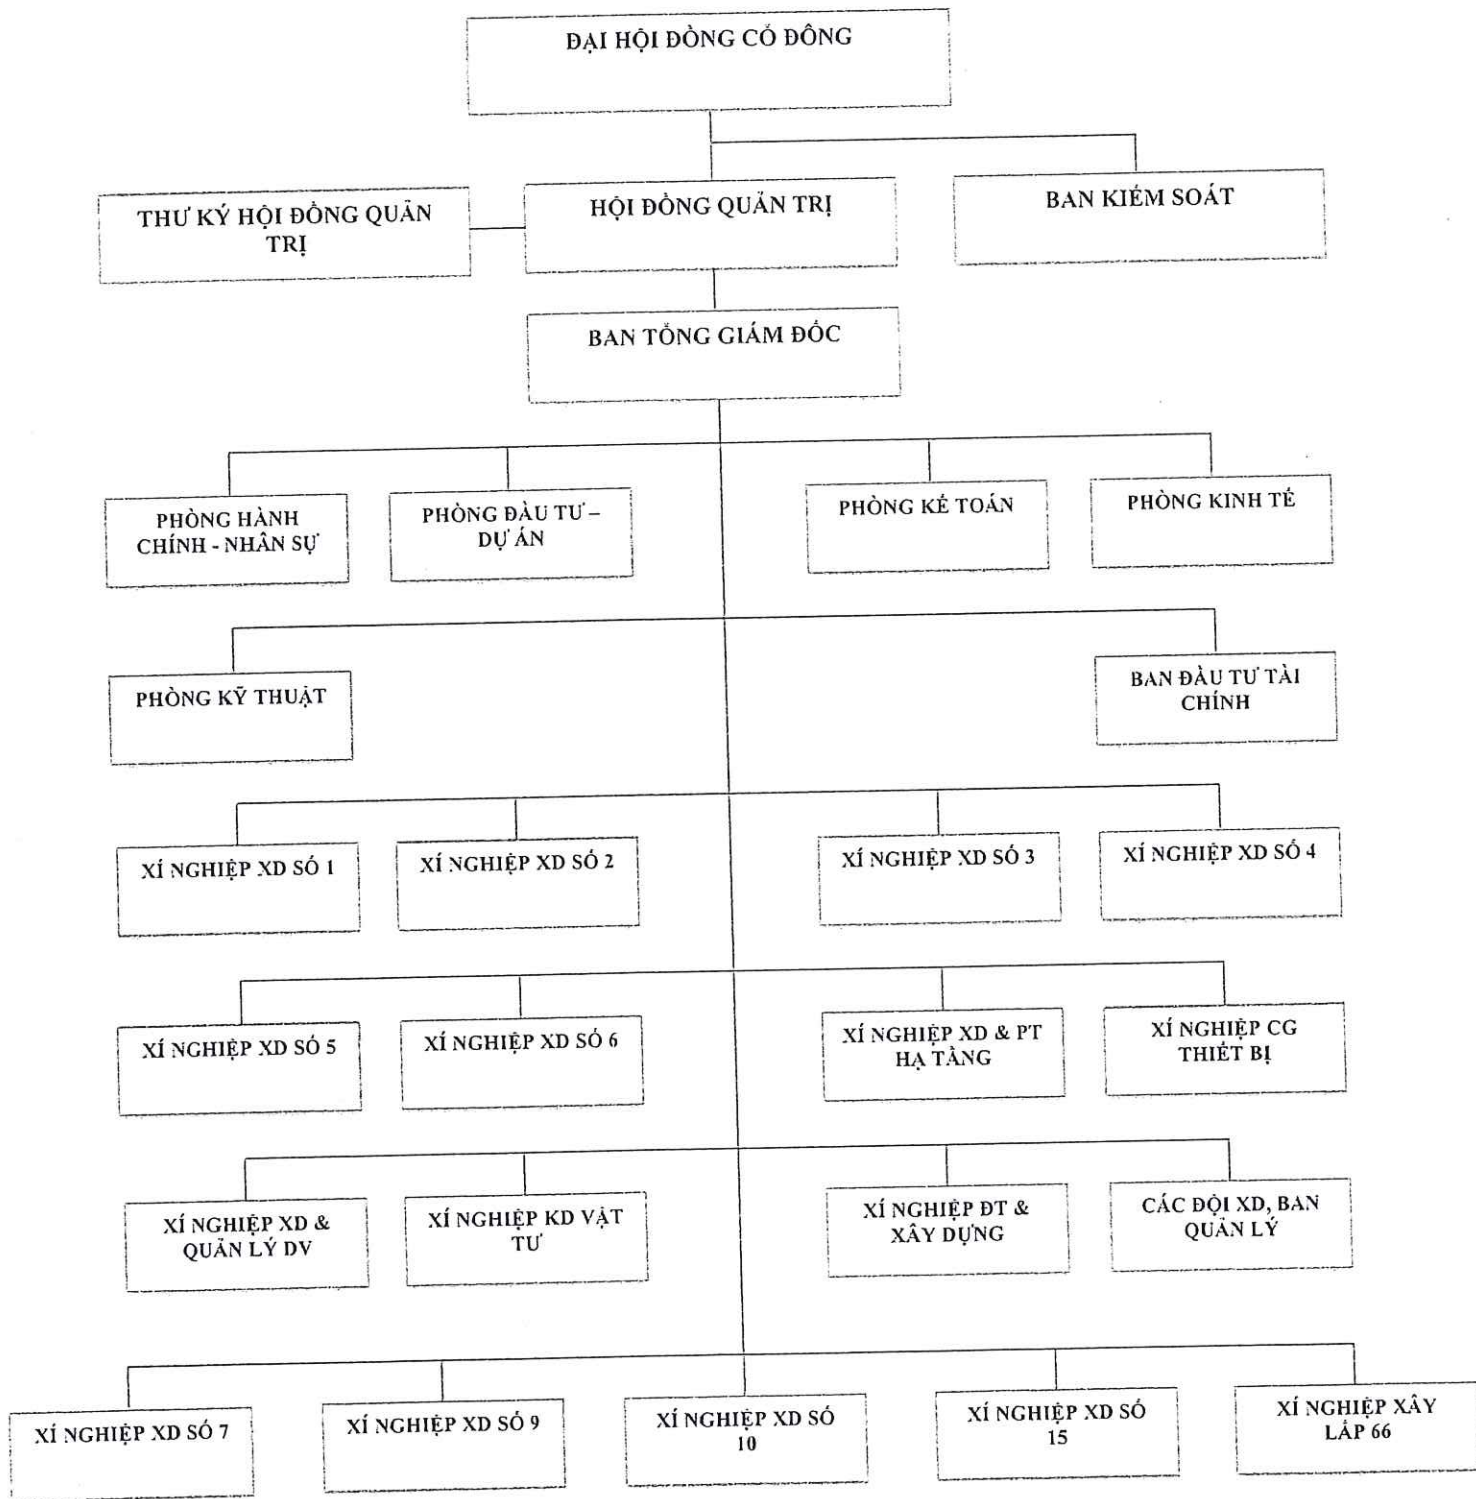 ĐẠI HỘI ĐỒNG CỔ ĐÔNG
THƯ KÝ HỘI ĐỒNG QUẢN
TRỊ
HỘI ĐỒNG QUẢN TRỊ
BAN KIỂM SOÁT
BAN TỔNG GIÁM ĐỐC
PHÒNG HÀNH
CHÍNH - NHÂN SỰ
PHÒNG ĐẦU TƯ –
DỰ ÁN
PHÒNG KẾ TOÁN
PHÒNG KINH TẾ
PHÒNG KỸ THUẬT
BAN ĐẦU TƯ TÀI
CHÍNH
XÍ NGHIỆP XD SỐ 1
XÍ NGHIỆP XD SỐ 2
XÍ NGHIỆP XD SỐ 3
XÍ NGHIỆP XD SỐ 4
XÍ NGHIỆP XD SỐ 5
XÍ NGHIỆP XD SỐ 6
XÍ NGHIỆP XD & PT
HẠ TẦNG
XÍ NGHIỆP CG
THIẾT BỊ
XÍ NGHIỆP XD &
QUẢN LÝ DV
XÍ NGHIỆP KD VẬT
TƯ
XÍ NGHIỆP ĐT &
XÂY DỰNG
CÁC ĐỘI XD, BAN
QUẢN LÝ
XÍ NGHIỆP XD SỐ 7
XÍ NGHIỆP XD SỐ 9
XÍ NGHIỆP XD SỐ
10
XÍ NGHIỆP XD SỐ
15
XÍ NGHIỆP XÂY
LẮP 66